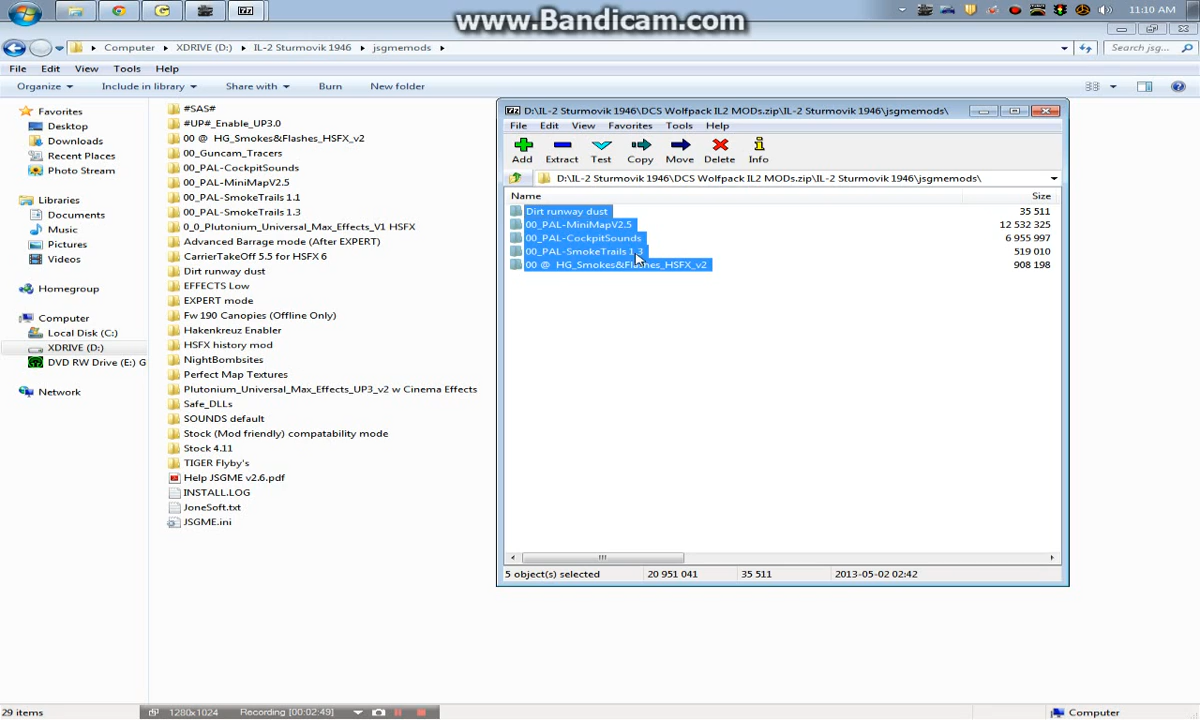 www.Bandicam.com
11:10 AM
Computer XDRIVE (D:) IL-2 Sturmovik 1946 jsgmemods
Search jsg...
File Edit View Tools Help
Organize Include in library Share with Burn New folder
Favorites
Desktop
Downloads
Recent Places
Photo Stream
Libraries
Documents
Music
Pictures
Videos
Homegroup
Computer
Local Disk (C:)
XDRIVE (D:)
DVD RW Drive (E:) G
Network
#SAS#
#UP#_Enable_UP3.0
00 @ HG_Smokes&Flashes_HSFX_v2
00_Guncam_Tracers
00_PAL-CockpitSounds
00_PAL-MiniMapV2.5
00_PAL-SmokeTrails 1.1
00_PAL-SmokeTrails 1.3
0_0_Plutonium_Universal_Max_Effects_V1 HSFX
Advanced Barrage mode (After EXPERT)
CarrierTakeOff 5.5 for HSFX 6
Dirt runway dust
EFFECTS Low
EXPERT mode
Fw 190 Canopies (Offline Only)
Hakenkreuz Enabler
HSFX history mod
NightBombsites
Perfect Map Textures
Plutonium_Universal_Max_Effects_UP3_v2 w Cinema Effects
Safe_DLLs
SOUNDS default
Stock (Mod friendly) compatability mode
Stock 4.11
TIGER Flyby's
Help JSGME v2.6.pdf
INSTALL.LOG
JoneSoft.txt
JSGME.ini
D:\IL-2 Sturmovik 1946\DCS Wolfpack IL2 MODs.zip\IL-2 Sturmovik 1946\jsgmemods\
File Edit View Favorites Tools Help
Add Extract Test Copy Move Delete Info
D:\IL-2 Sturmovik 1946\DCS Wolfpack IL2 MODs.zip\IL-2 Sturmovik 1946\jsgmemods\
Name Size
Dirt runway dust 35 511
00_PAL-MiniMapV2.5 12 532 325
00_PAL-CockpitSounds 6 955 997
00_PAL-SmokeTrails 1.3 519 010
00 @ HG_Smokes&Flashes_HSFX_v2 908 198
5 object(s) selected 20 951 041 35 511 2013-05-02 02:42
29 items
1280x1024 Recording [00:02:49]
Computer